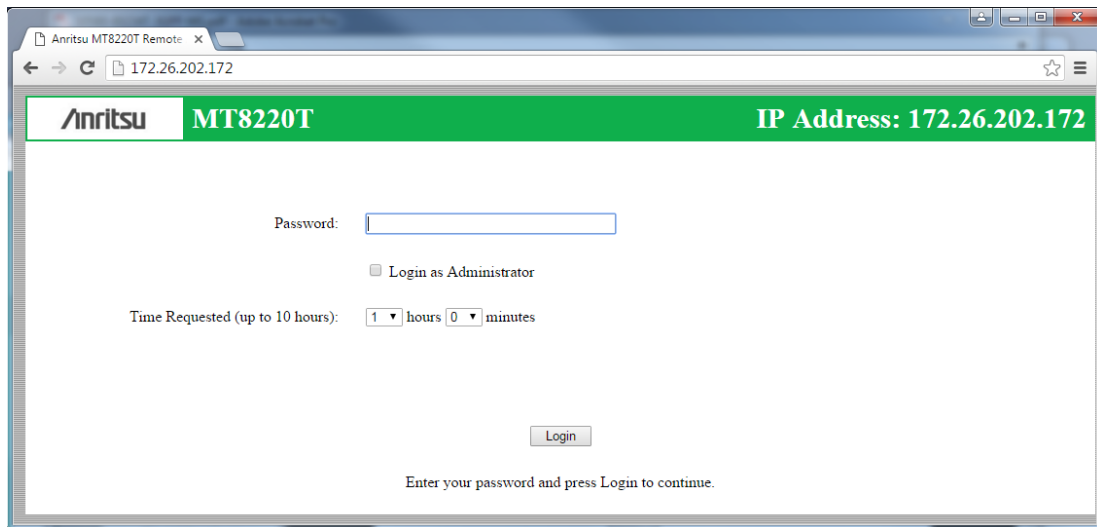 Anritsu MT8220T Remote
172.26.202.172
Anritsu MT8220T IP Address: 172.26.202.172
Password:
Login as Administrator
Time Requested (up to 10 hours): 1 hours 0 minutes
Login
Enter your password and press Login to continue.